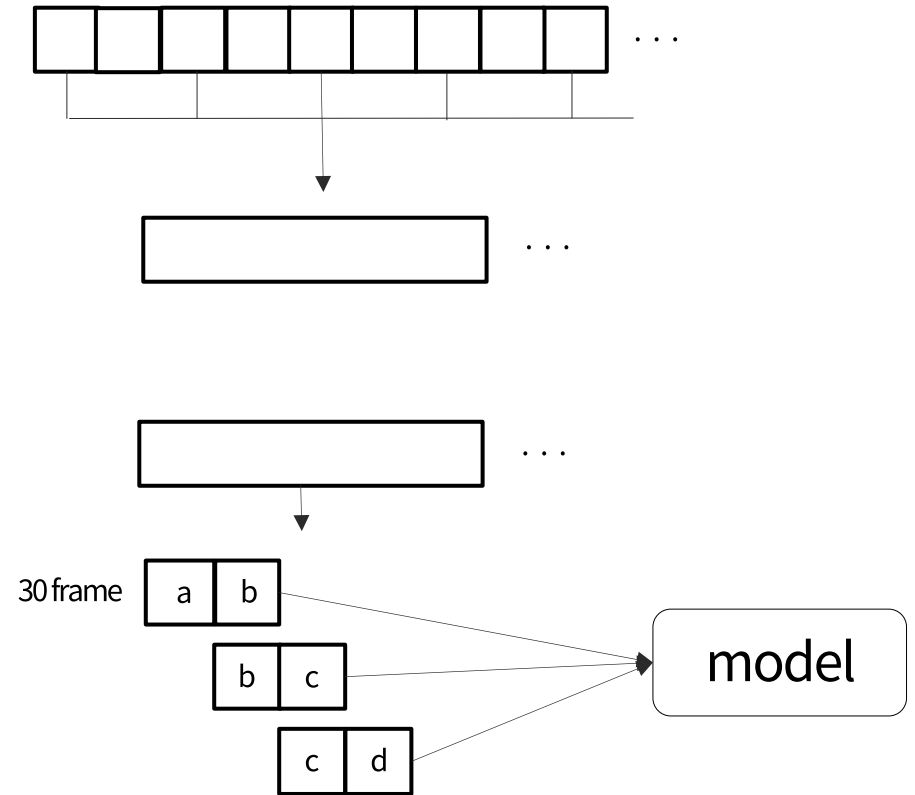 . . .
. . .
. . .
30 frame
a b
b c
c d
model